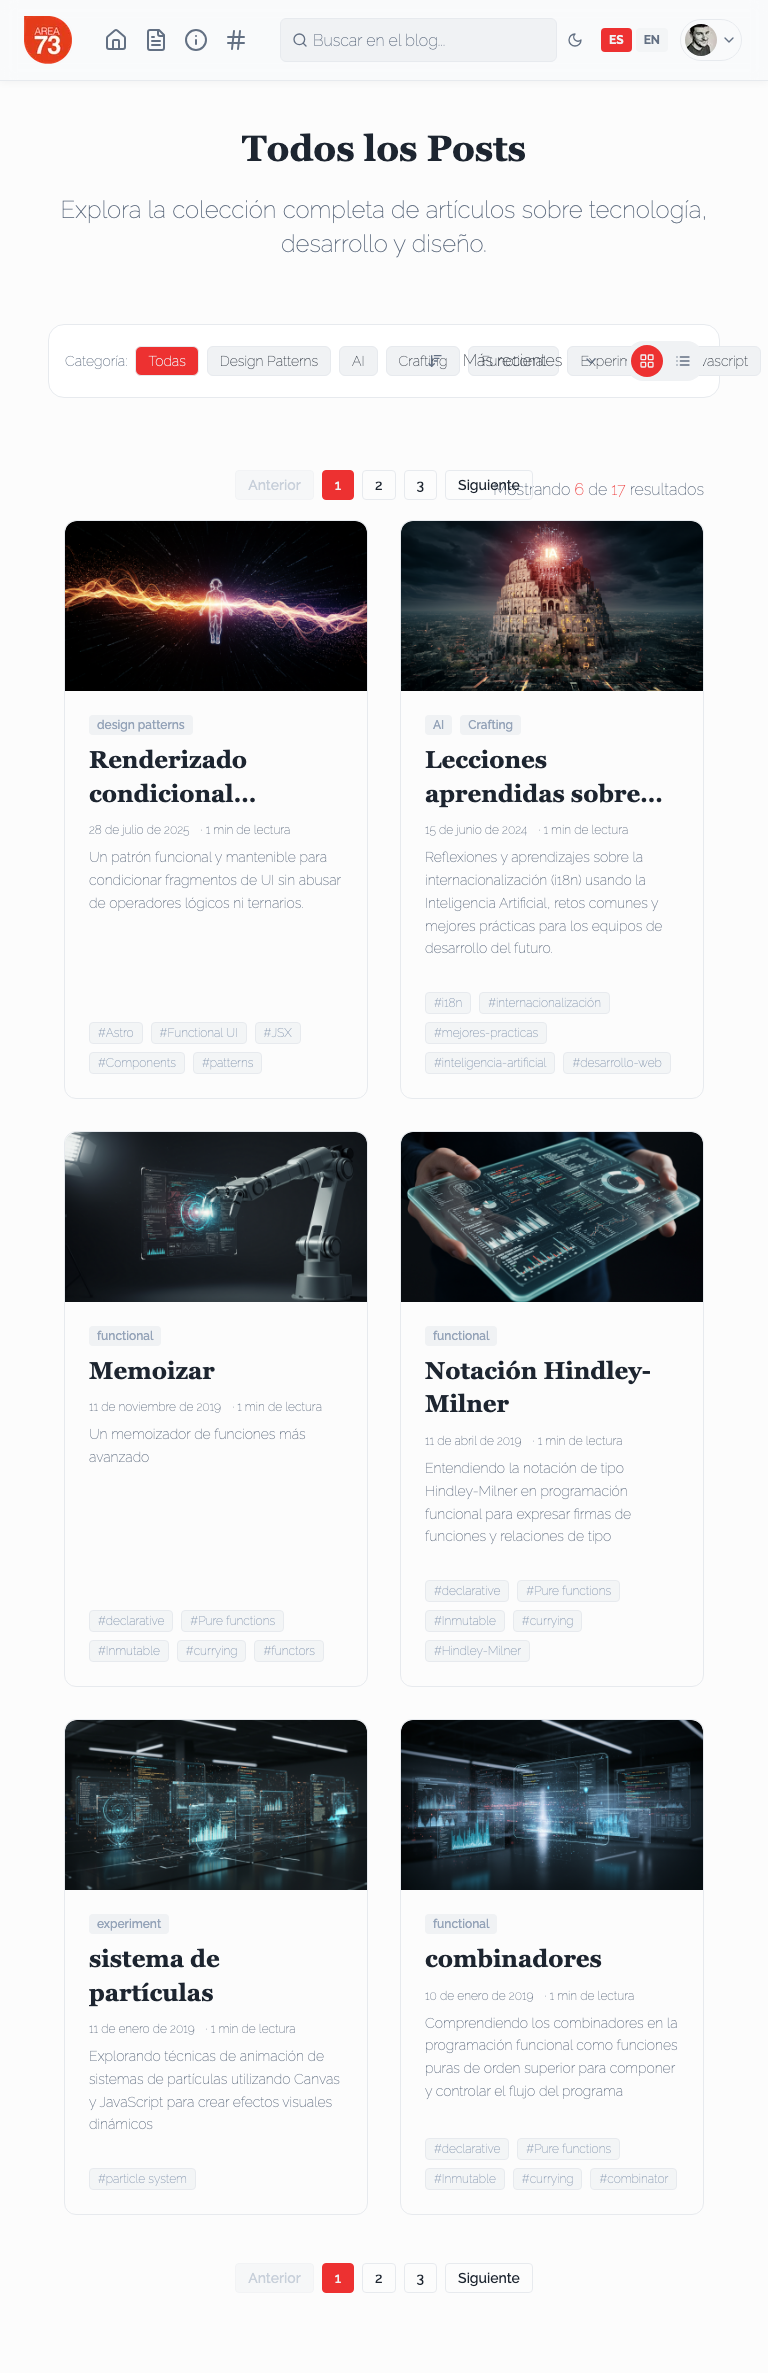 AREA
73
Buscar en el blog...
ES
EN
Todos los Posts
Explora la colección completa de artículos sobre tecnología,
desarrollo y diseño.
Categoría: Todas Design Patterns AI Crafting Functional Más recientes
Anterior 1 2 3 Siguiente
Mostrando 6 de 17 resultados
design patterns
Renderizado
condicional...
28 de julio de 2025 · 1 min de lectura
Un patrón funcional y mantenible para
condicionar fragmentos de UI sin abusar
de operadores lógicos ni ternarios.
#Astro #Functional UI #JSX
#Components #patterns
IA
AI Crafting
Lecciones
aprendidas sobre...
15 de junio de 2024 · 1 min de lectura
Reflexiones y aprendizajes sobre la
internacionalización (i18n) usando la
Inteligencia Artificial, retos comunes y
mejores prácticas para los equipos de
desarrollo del futuro.
#i18n #internacionalización
#mejores-practicas
#inteligencia-artificial #desarrollo-web
functional
Memoizar
11 de noviembre de 2019 · 1 min de lectura
Un memoizador de funciones más
avanzado
#declarative #Pure functions
#Inmutable #currying #functors
functional
Notación Hindley-
Milner
11 de abril de 2019 · 1 min de lectura
Entendiendo la notación de tipo
Hindley-Milner en programación
funcional para expresar firmas de
funciones y relaciones de tipo
#declarative #Pure functions
#Inmutable #currying
#Hindley-Milner
experiment
sistema de
partículas
11 de enero de 2019 · 1 min de lectura
Explorando técnicas de animación de
sistemas de partículas utilizando Canvas
y JavaScript para crear efectos visuales
dinámicos
#particle system
functional
combinadores
10 de enero de 2019 · 1 min de lectura
Comprendiendo los combinadores en la
programación funcional como funciones
puras de orden superior para componer
y controlar el flujo del programa
#declarative #Pure functions
#Inmutable #currying #combinator
Anterior 1 2 3 Siguiente